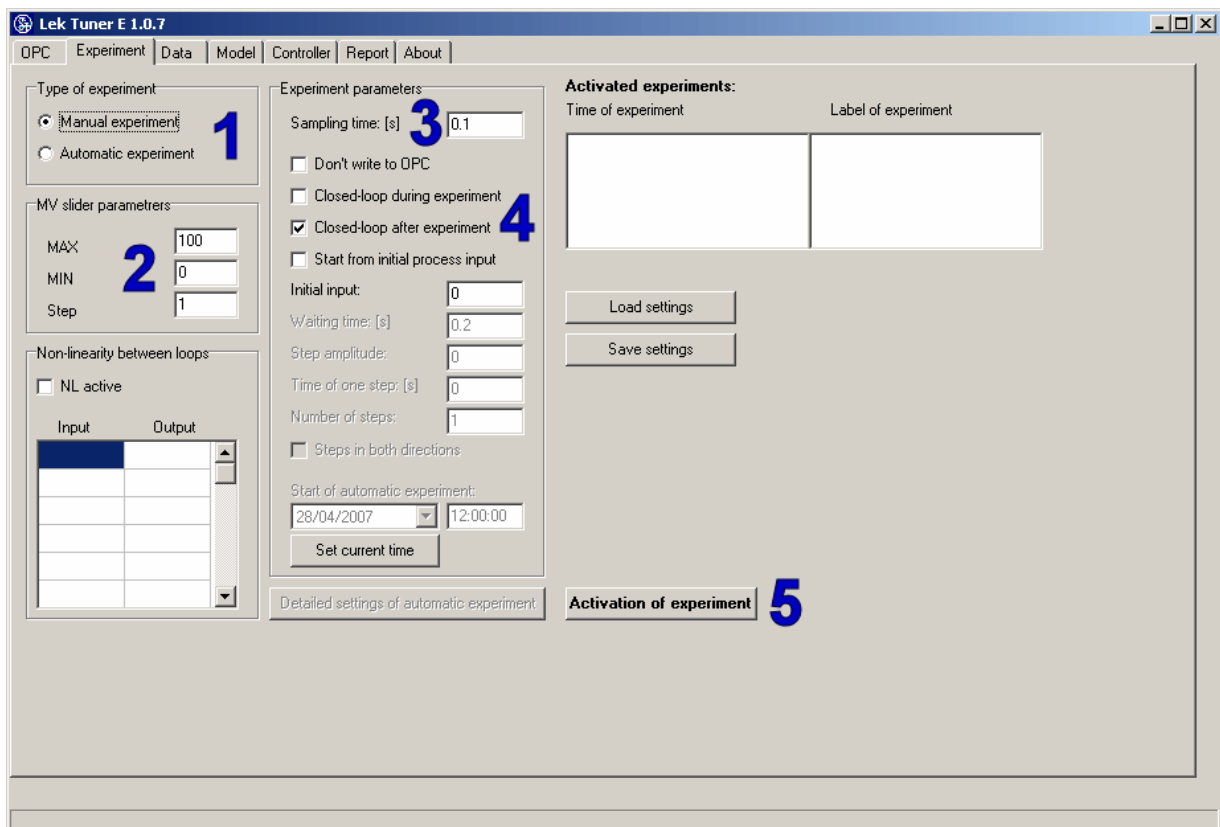 Lek Tuner E 1.0.7
OPC Experiment Data Model Controller Report About
Type of experiment
Manual experiment
Automatic experiment
1
MV slider parametrers
MAX 100
MIN 0
Step 1
2
Non-linearity between loops
NL active
Input Output
Experiment parameters
Sampling time: [s] 3 0.1
Don't write to OPC
Closed-loop during experiment
Closed-loop after experiment
4
Start from initial process input
Initial input: 0
Waiting time: [s] 0.2
Step amplitude: 0
Time of one step: [s] 0
Number of steps: 1
Steps in both directions
Start of automatic experiment:
28/04/2007 12:00:00
Set current time
Detailed settings of automatic experiment
Activated experiments:
Time of experiment Label of experiment
Load settings
Save settings
Activation of experiment 5